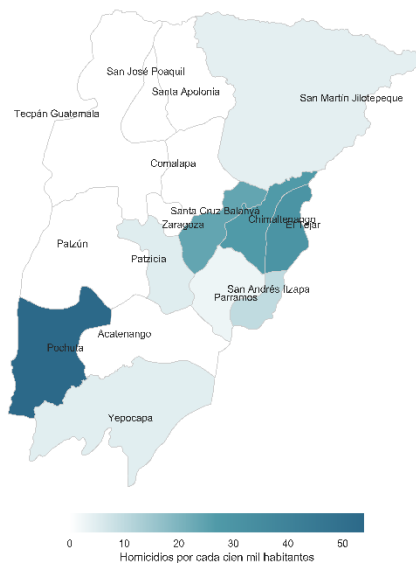 San José Poaquil
Santa Apolonia
San Martín Jilotepeque
Tecpán Guatemala
Comalapa
Santa Cruz Balanyá
Chimaltenango
Zaragoza
El Tejar
Patzún
Patzicía
San Andrés Itzapa
Parramos
Acatenango
Pochuta
Yepocapa
0 10 20 30 40 50
Homicidios por cada cien mil habitantes